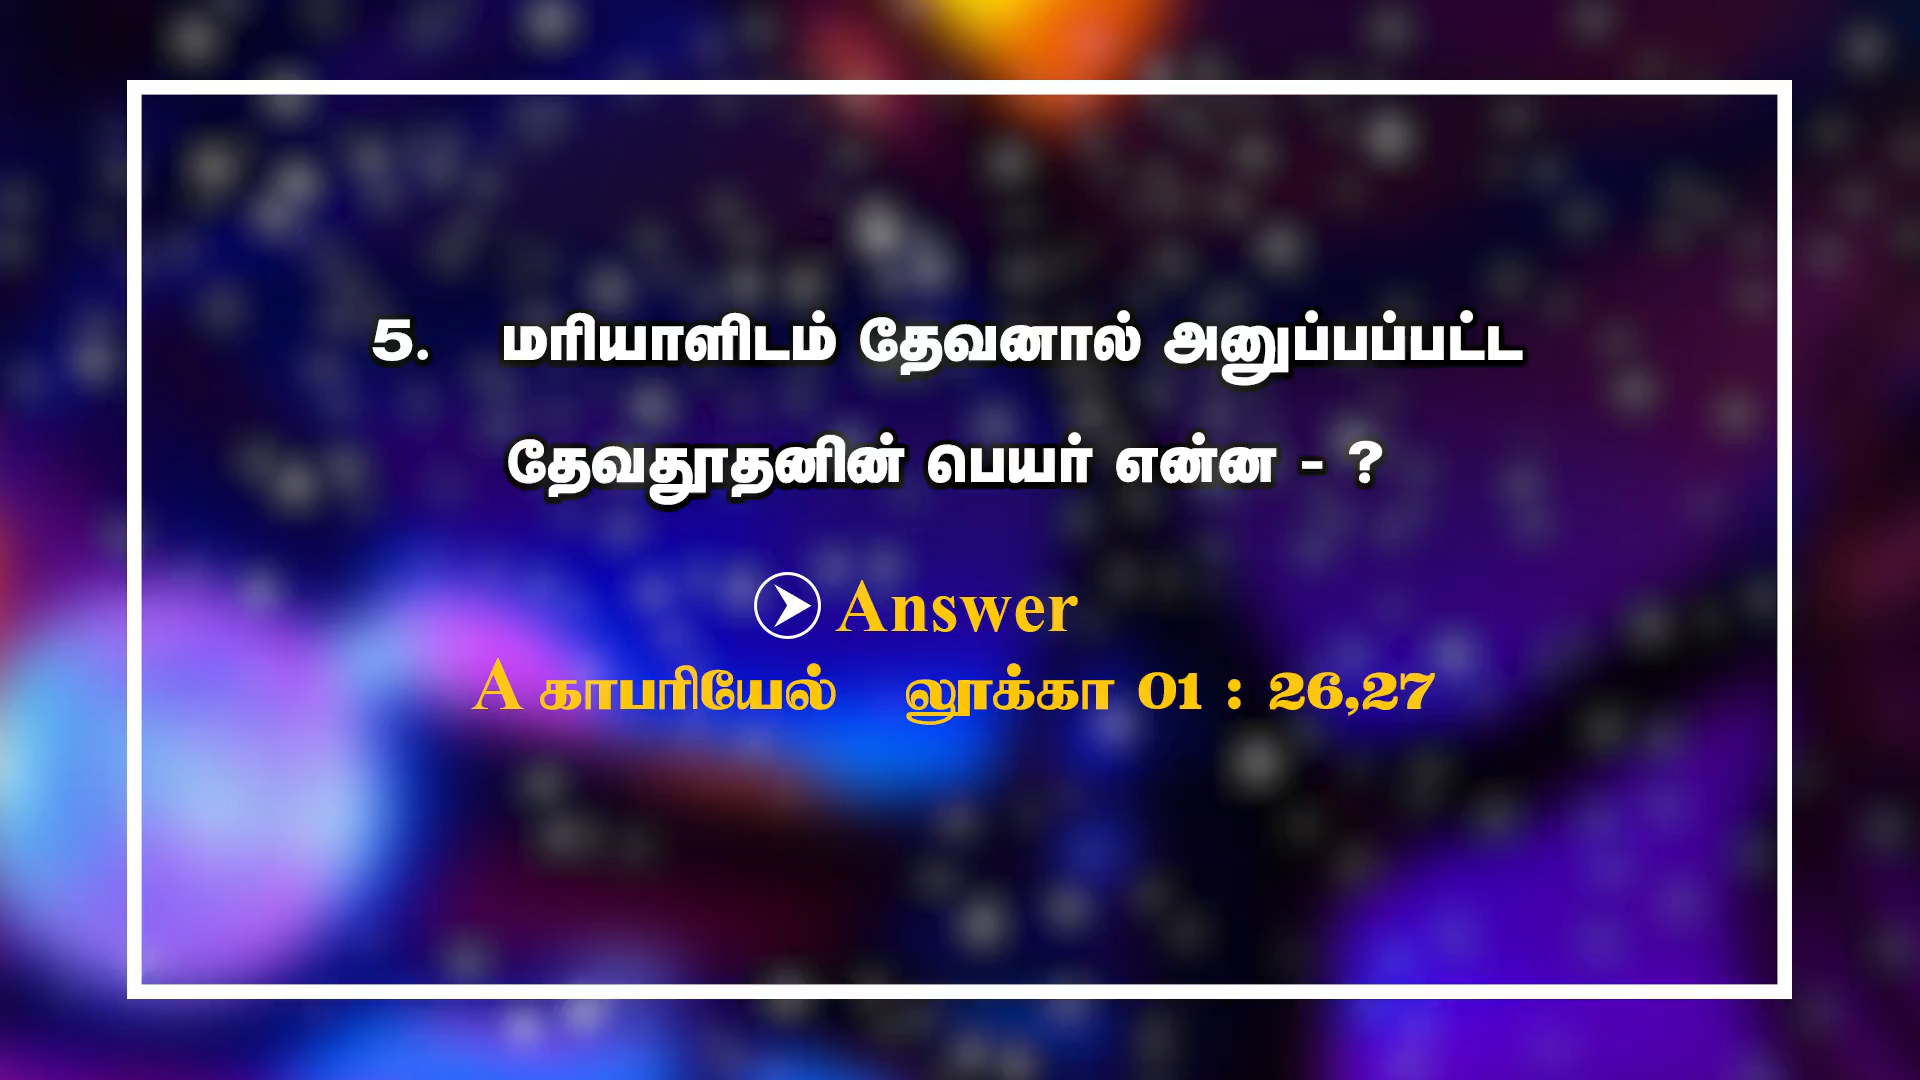 5. மரியாளிடம் தேவனால் அனுப்பப்பட்ட
தேவதூதனின் பெயர் என்ன - ?
Answer
A காபரியேல் லூக்கா 01 : 26,27